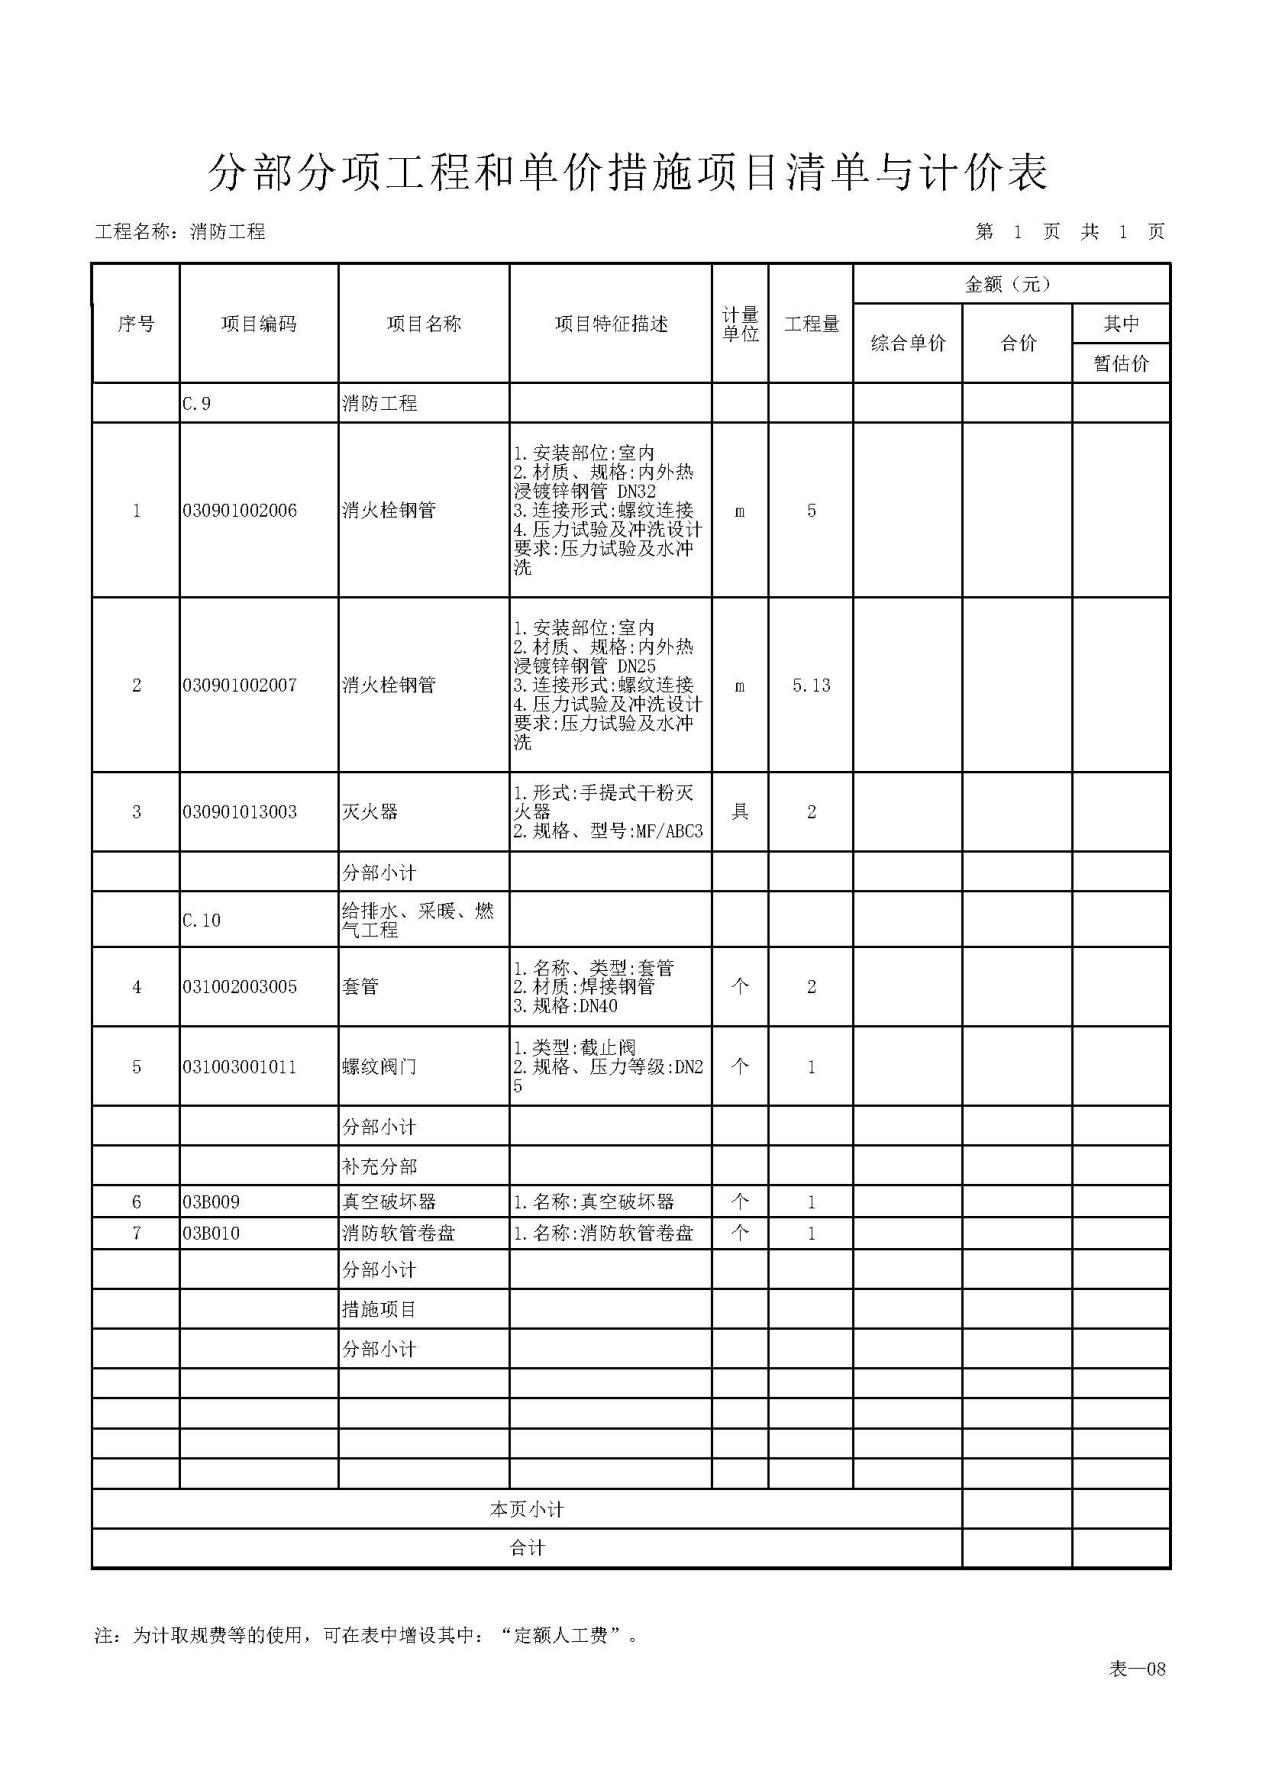 分部分项工程和单价措施项目清单与计价表
工程名称：消防工程
第 1 页 共 1 页
序号
项目编码
项目名称
项目特征描述
计量
单位
工程量
金额（元）
综合单价
合价
其中
暂估价
C.9
消防工程
1
030901002006
消火栓钢管
1.安装部位:室内
2.材质、规格:内外热
浸镀锌钢管 DN32
3.连接形式:螺纹连接
4.压力试验及冲洗设计
要求:压力试验及水冲
洗
m
5
2
030901002007
消火栓钢管
1.安装部位:室内
2.材质、规格:内外热
浸镀锌钢管 DN25
3.连接形式:螺纹连接
4.压力试验及冲洗设计
要求:压力试验及水冲
洗
m
5.13
3
030901013003
灭火器
1.形式:手提式干粉灭
火器
2.规格、型号:MF/ABC3
具
2
分部小计
C.10
给排水、采暖、燃
气工程
4
031002003005
套管
1.名称、类型:套管
2.材质:焊接钢管
3.规格:DN40
个
2
5
031003001011
螺纹阀门
1.类型:截止阀
2.规格、压力等级:DN2
5
个
1
分部小计
补充分部
6
03B009
真空破坏器
1.名称:真空破坏器
个
1
7
03B010
消防软管卷盘
1.名称:消防软管卷盘
个
1
分部小计
措施项目
分部小计
本页小计
合计
注：为计取规费等的使用，可在表中增设其中：“定额人工费”。
表—08